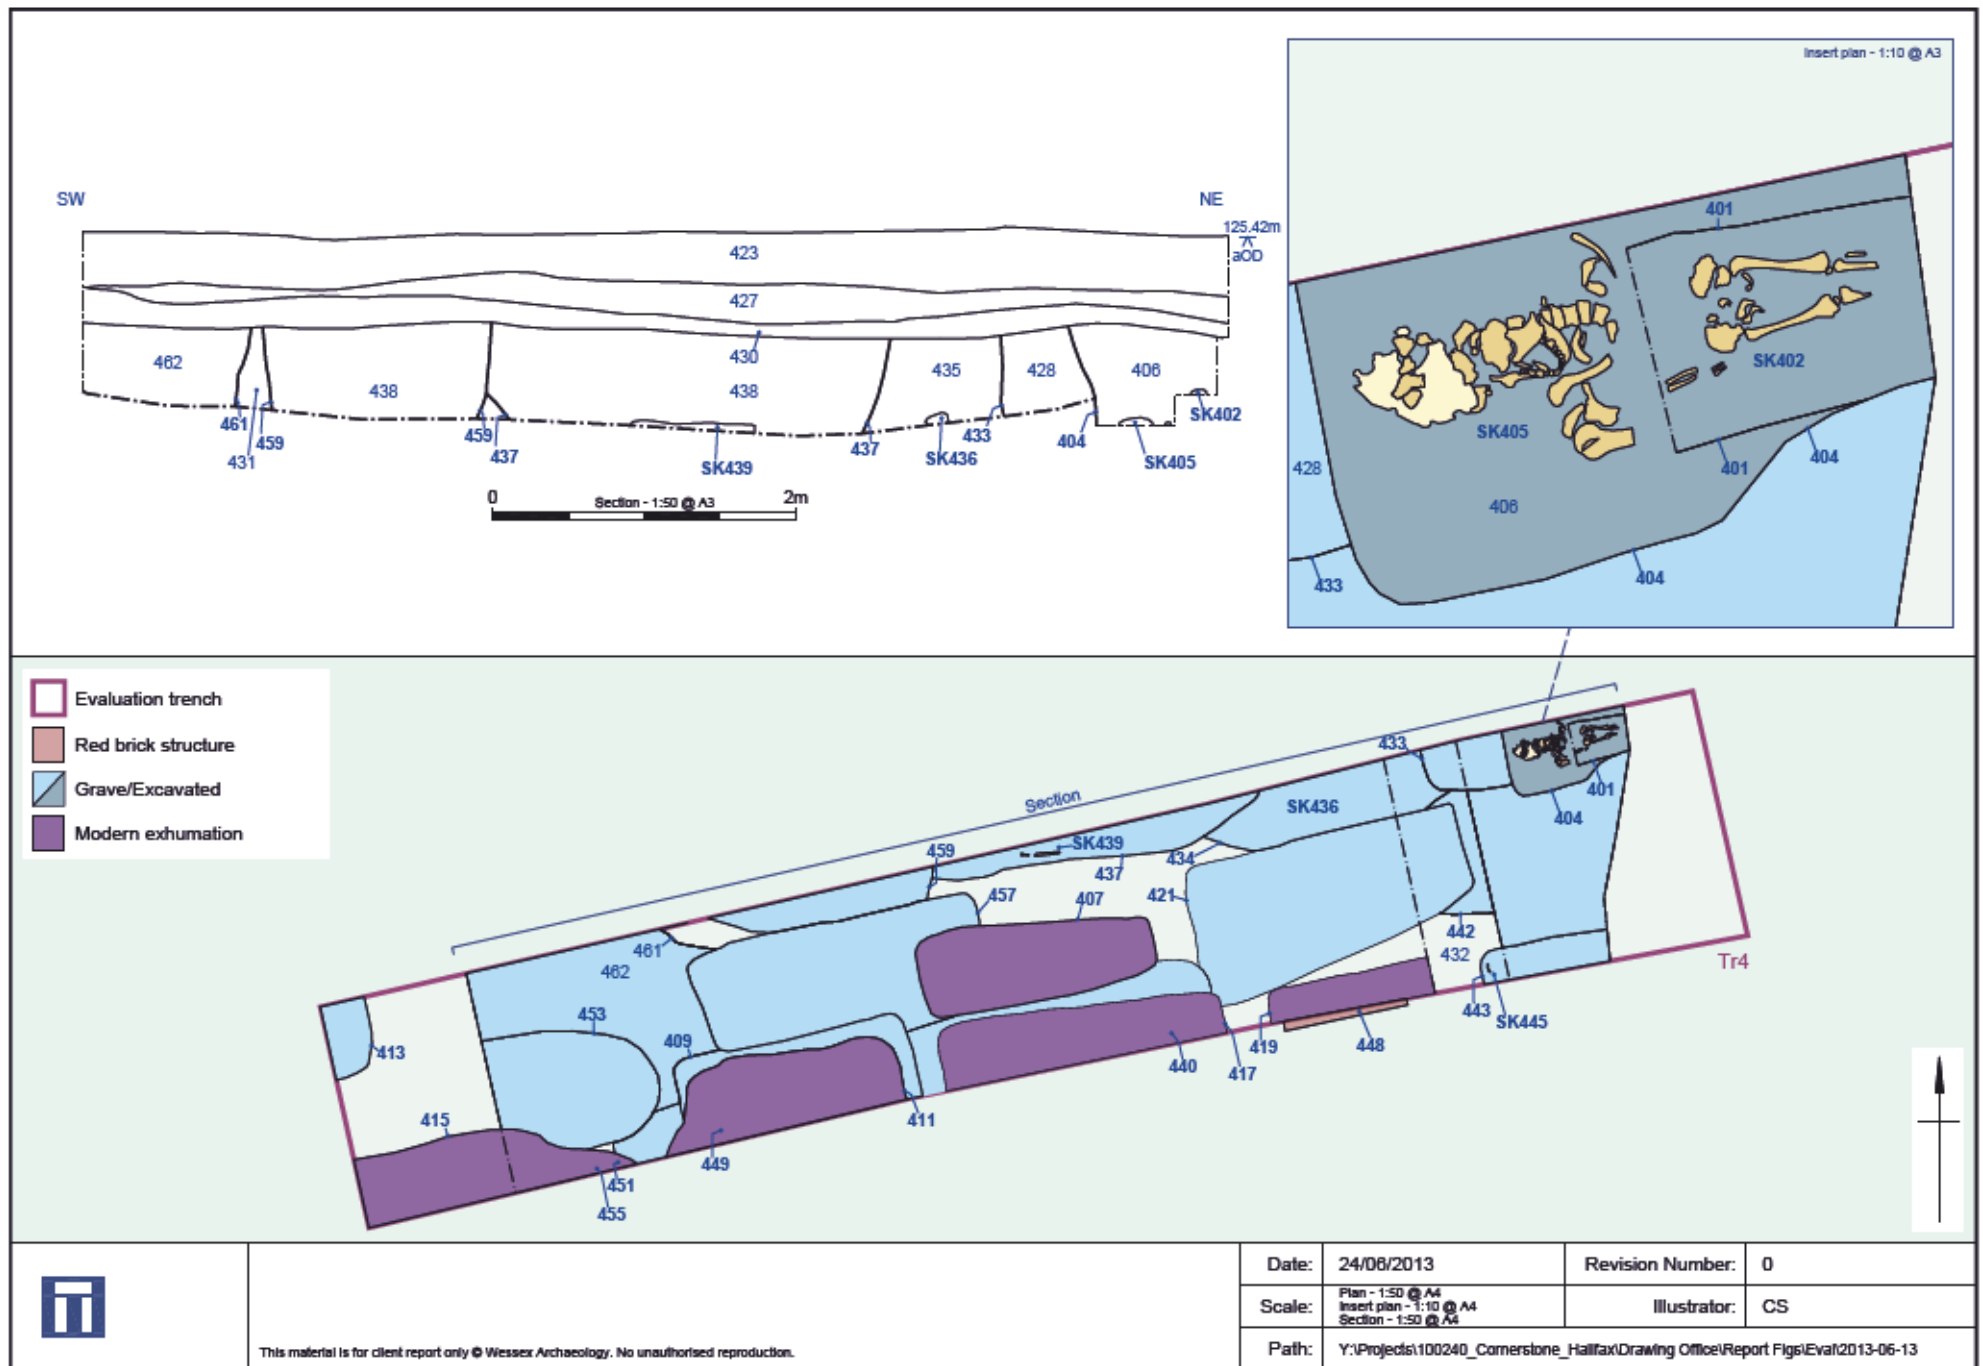 Insert plan - 1:10 @ A3
SW
NE
125.42m
aOD
423
427
430
462
438
438
435
428
406
461
459
431
459
437
SK439
437
SK436
433
404
SK405
SK402
0
Section - 1:50 @ A3
2m
401
SK402
SK405
401
404
428
406
404
433
Evaluation trench
Red brick structure
Grave/Excavated
Modern exhumation
Section
433
SK436
401
404
SK439
459
437
434
457
407
421
461
462
442
432
453
413
409
443
SK445
419
448
440
417
415
411
449
451
455
Tr4
Date:
24/06/2013
Revision Number:
0
Scale:
Plan - 1:50 @ A4
Insert plan - 1:10 @ A4
Section - 1:50 @ A4
Illustrator:
CS
Path:
Y:\Projects\100240_Cornerstone_Halifax\Drawing Office\Report Figs\Eval\2013-06-13
This material is for client report only © Wessex Archaeology. No unauthorised reproduction.